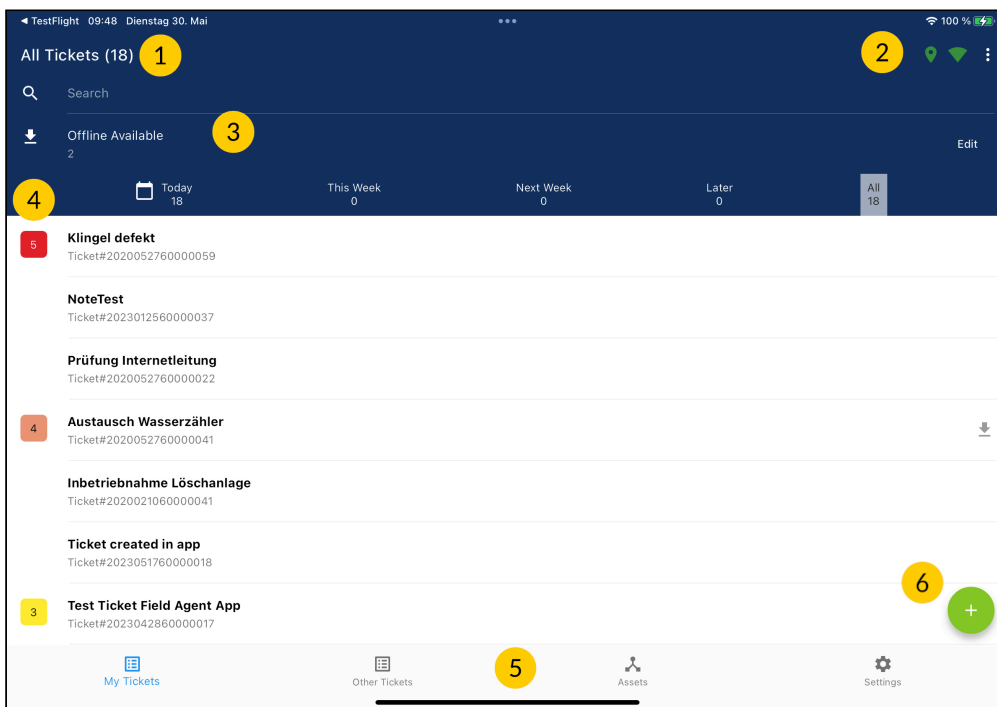 ◀ TestFlight 09:48 Dienstag 30. Mai 100 %
All Tickets (18) 1 2
Search
Offline Available 3
2
Edit
4
Today
18
This Week
0
Next Week
0
Later
0
All
18
5 Klingel defekt
Ticket#2020052760000059
NoteTest
Ticket#2023012560000037
Prüfung Internetleitung
Ticket#2020052760000022
4 Austausch Wasserzähler
Ticket#2020052760000041
Inbetriebnahme Löschanlage
Ticket#2020021060000041
Ticket created in app
Ticket#2023051760000018
6
3 Test Ticket Field Agent App +
Ticket#2023042860000017
My Tickets
Other Tickets
5
Assets
Settings